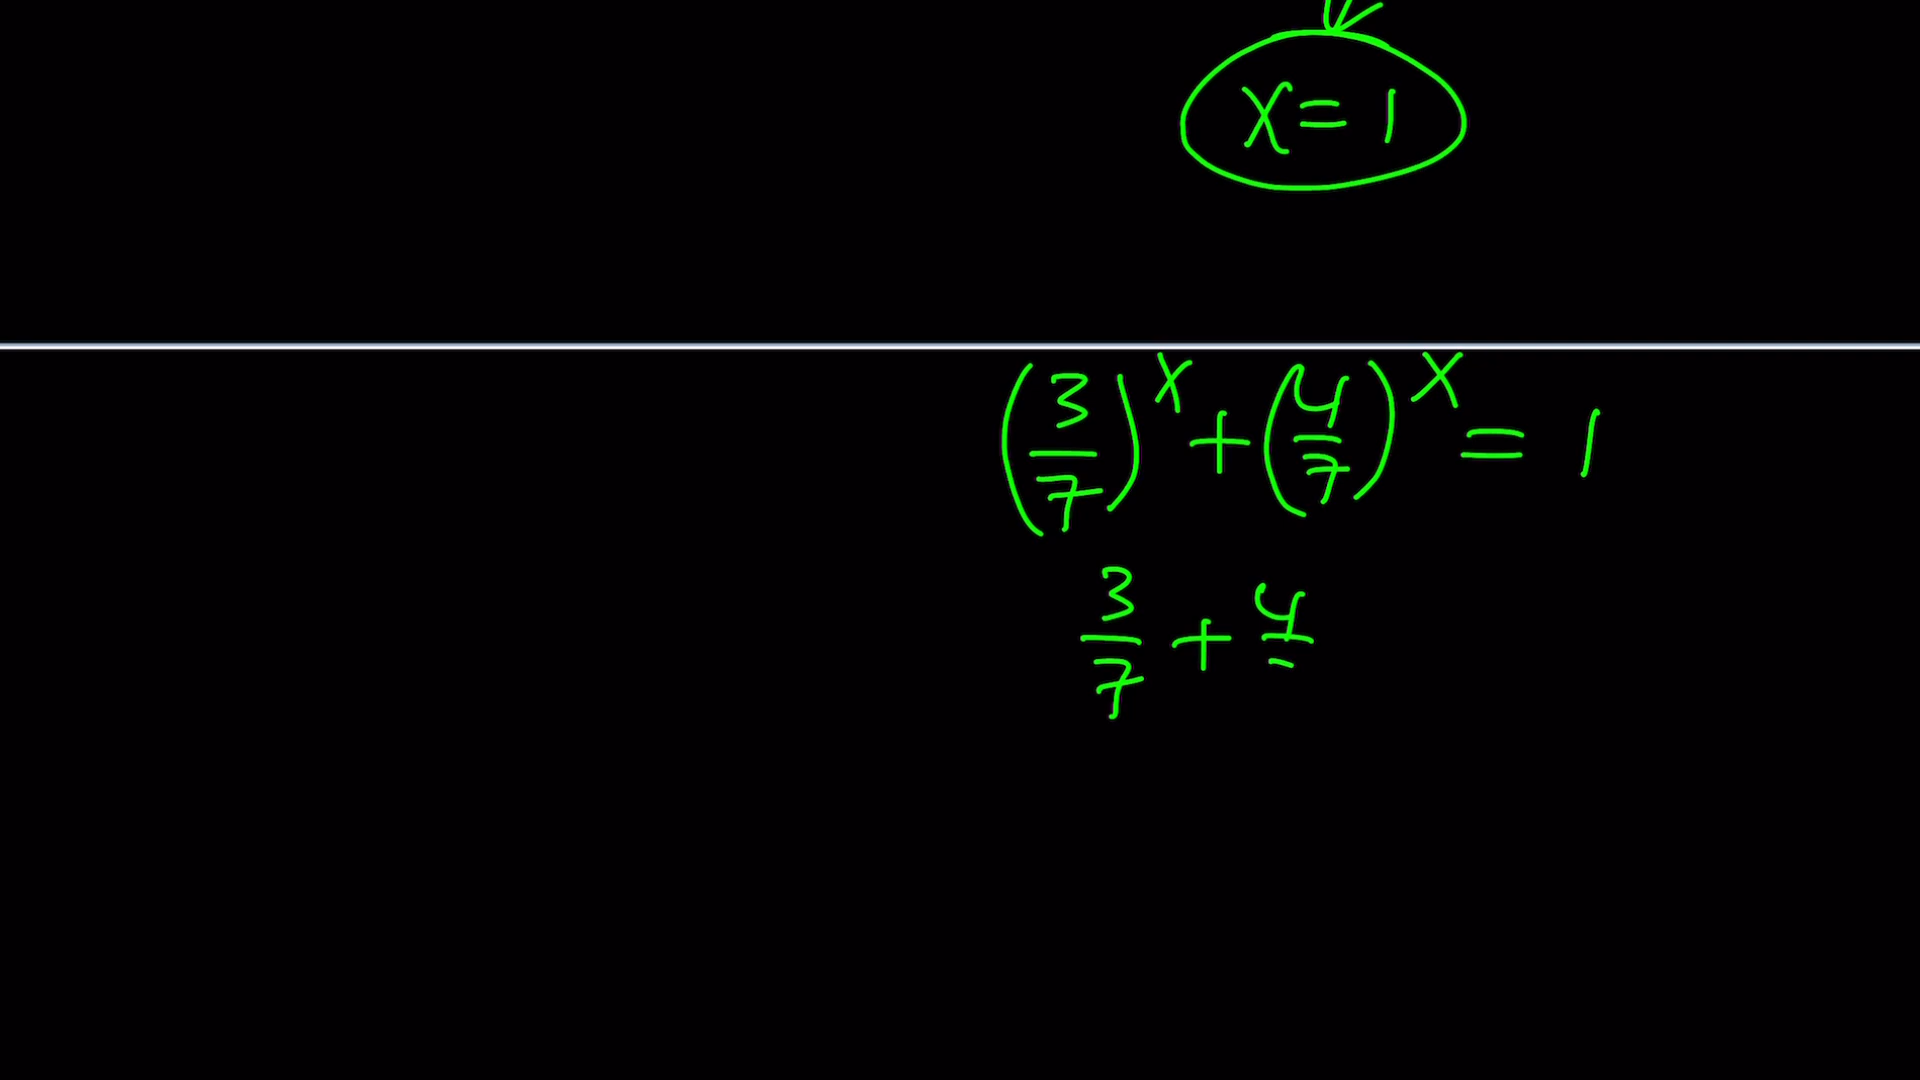 X = 1
(3/7)^X + (4/7)^X = 1
3/7 + 4/